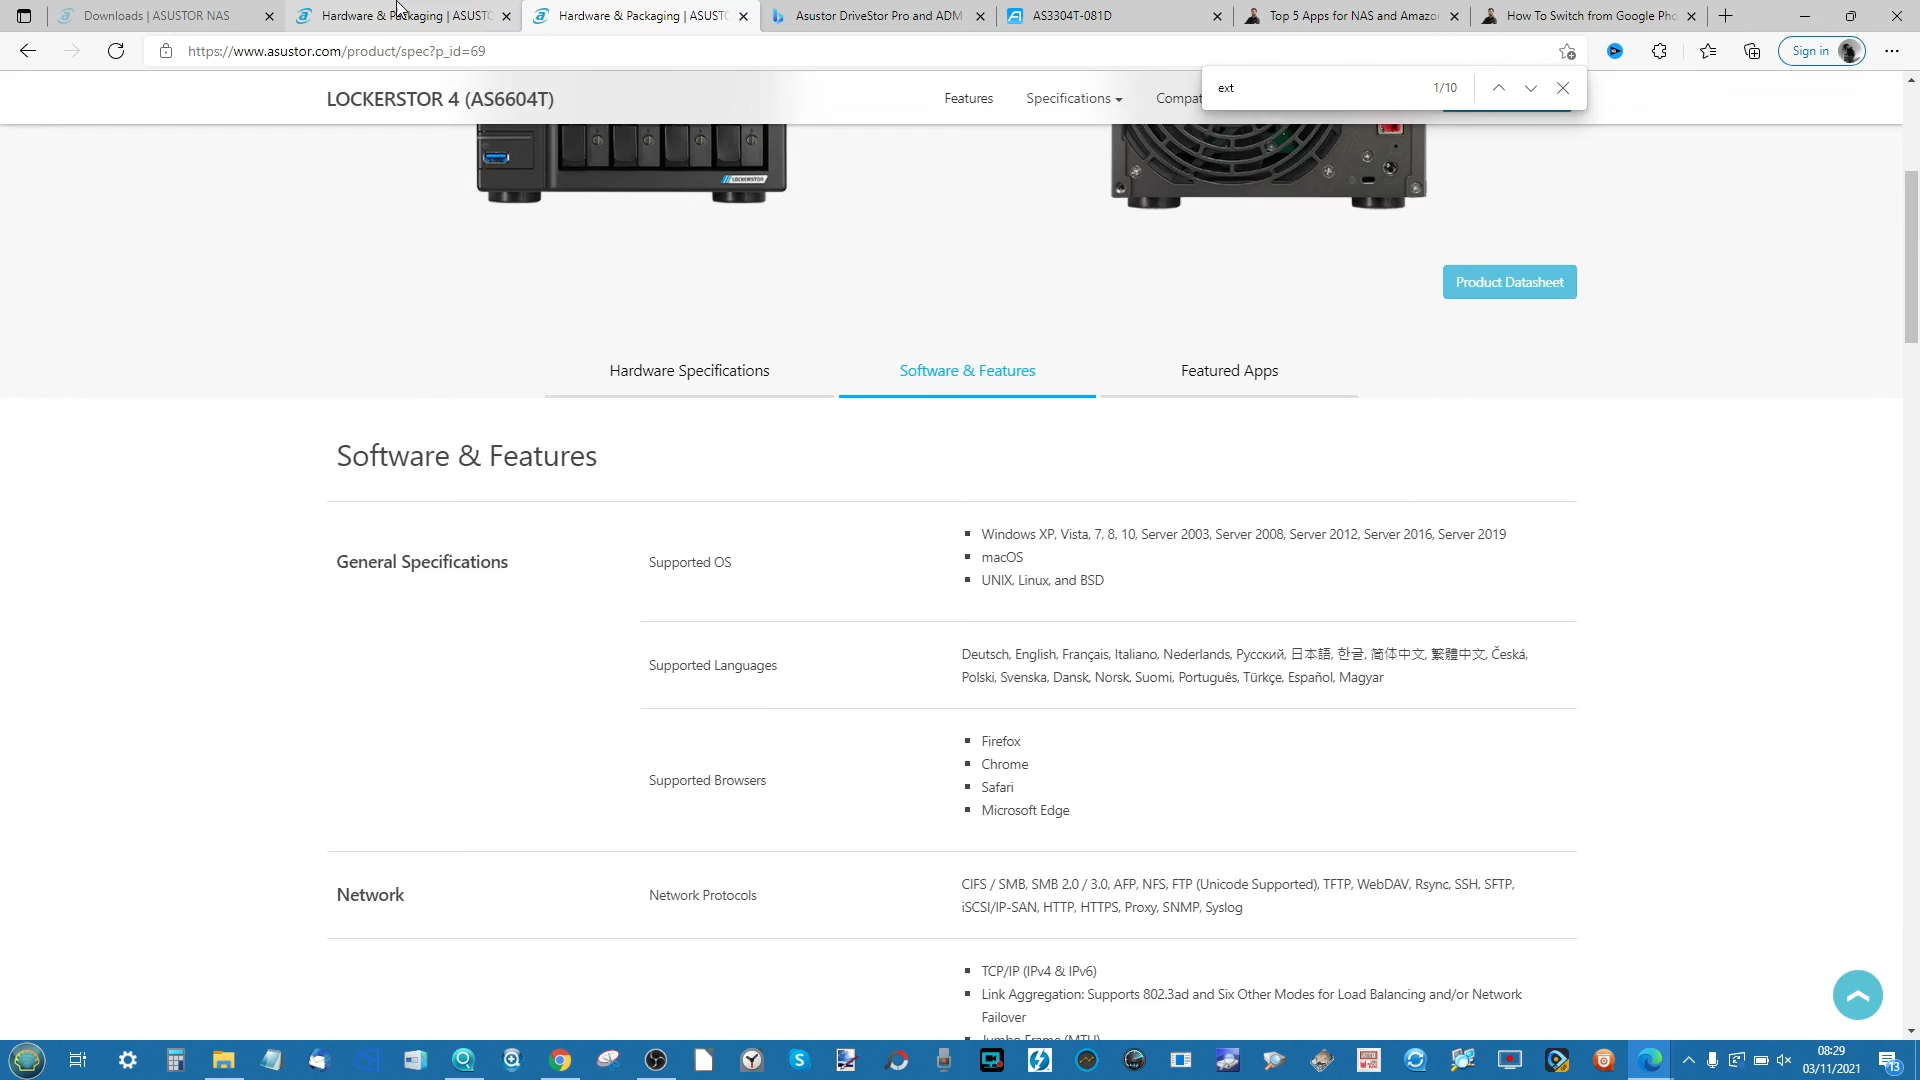 Downloads | ASUSTOR NAS
Hardware & Packaging | ASUSTO
Hardware & Packaging | ASUSTO
Asustor DriveStor Pro and ADM
AS3304T-081D
Top 5 Apps for NAS and Amazo
How To Switch from Google Pho
https://www.asustor.com/product/spec?p_id=69
Sign in
LOCKERSTOR 4 (AS6604T)
Features
Specifications
Compat
ext
1/10
LOCKERSTOR
Product Datasheet
Hardware Specifications
Software & Features
Featured Apps
Software & Features
General Specifications
Supported OS
Windows XP, Vista, 7, 8, 10, Server 2003, Server 2008, Server 2012, Server 2016, Server 2019
macOS
UNIX, Linux, and BSD
Supported Languages
Deutsch, English, Français, Italiano, Nederlands, Русский, 日本語, 한글, 简体中文, 繁體中文, Česká,
Polski, Svenska, Dansk, Norsk, Suomi, Português, Türkçe, Español, Magyar
Supported Browsers
Firefox
Chrome
Safari
Microsoft Edge
Network
Network Protocols
CIFS / SMB, SMB 2.0 / 3.0, AFP, NFS, FTP (Unicode Supported), TFTP, WebDAV, Rsync, SSH, SFTP,
iSCSI/IP-SAN, HTTP, HTTPS, Proxy, SNMP, Syslog
TCP/IP (IPv4 & IPv6)
Link Aggregation: Supports 802.3ad and Six Other Modes for Load Balancing and/or Network
Failover
Jumbo Frame (MTU)
08:29
03/11/2021
13